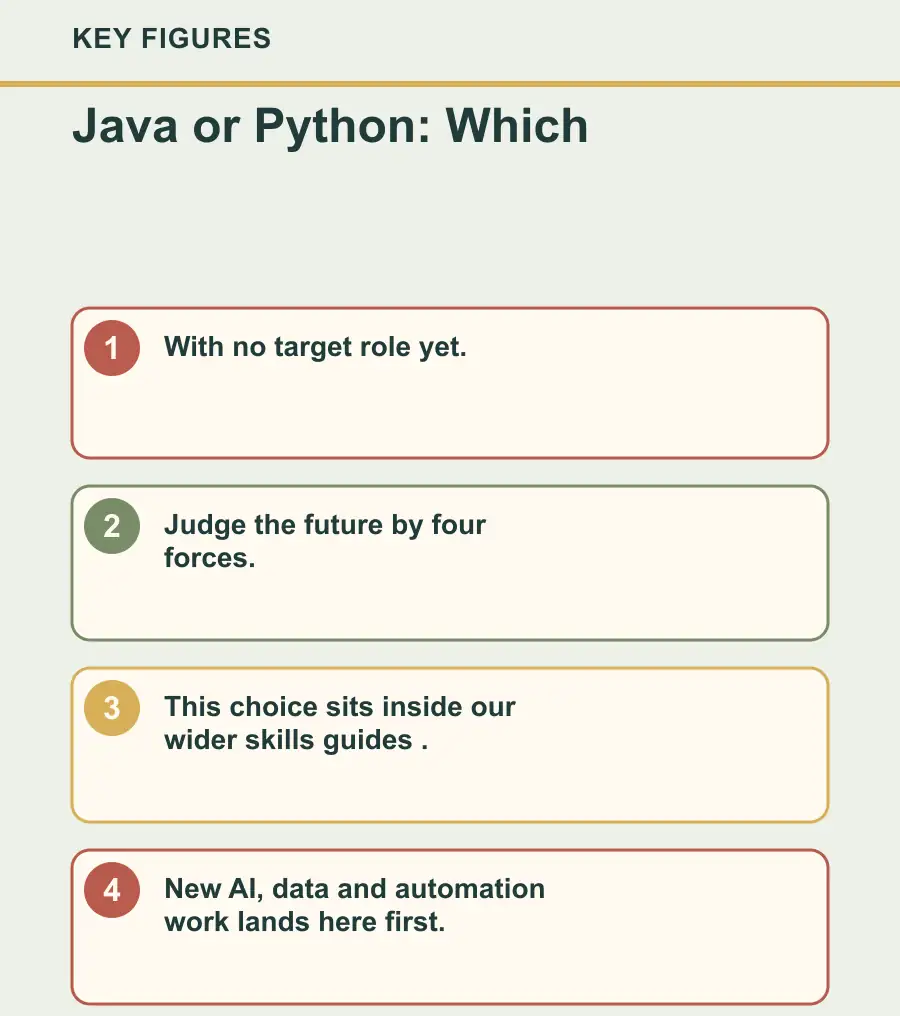 KEY FIGURES
Java or Python: Which
1
With no target role yet.
2
Judge the future by four
forces.
3
This choice sits inside our
wider skills guides .
4
New AI, data and automation
work lands here first.